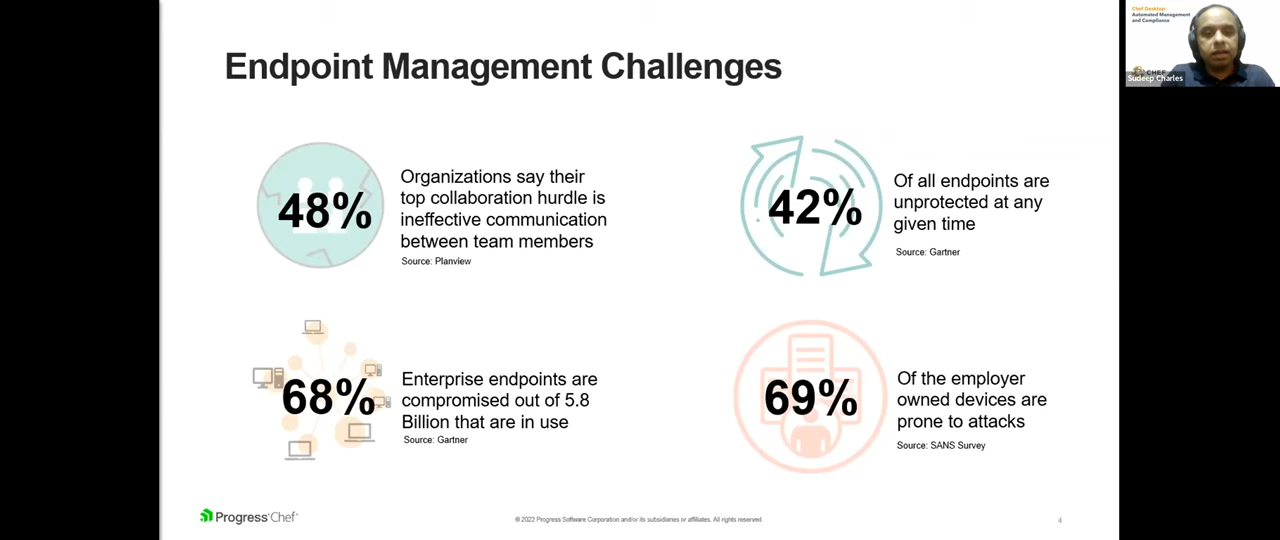 Endpoint Management Challenges
48%
Organizations say their
top collaboration hurdle is
ineffective communication
between team members
Source: Planview
42%
Of all endpoints are
unprotected at any
given time
Source: Gartner
68%
Enterprise endpoints are
compromised out of 5.8
Billion that are in use
Source: Gartner
69%
Of the employer
owned devices are
prone to attacks
Source: SANS Survey
Progress Chef
© 2022 Progress Software Corporation and/or its subsidiaries or affiliates. All rights reserved.
4
Chef Desktop:
Automated Management
and Compliance
CHEF
Sudeep Charles